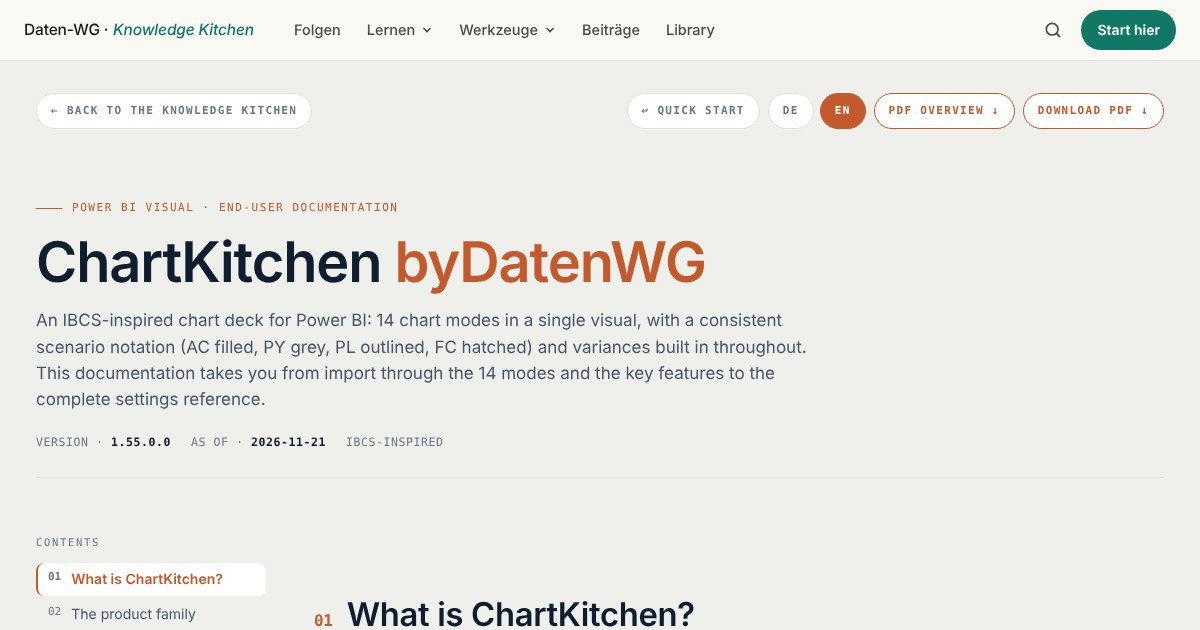 Daten-WG · Knowledge Kitchen Folgen Lernen Werkzeuge Beiträge Library Start hier
← BACK TO THE KNOWLEDGE KITCHEN ↩ QUICK START DE EN PDF OVERVIEW ↓ DOWNLOAD PDF ↓
POWER BI VISUAL · END-USER DOCUMENTATION
ChartKitchen byDatenWG
An IBCS-inspired chart deck for Power BI: 14 chart modes in a single visual, with a consistent
scenario notation (AC filled, PY grey, PL outlined, FC hatched) and variances built in throughout.
This documentation takes you from import through the 14 modes and the key features to the
complete settings reference.
VERSION · 1.55.0.0 AS OF · 2026-11-21 IBCS-INSPIRED
CONTENTS
01 What is ChartKitchen?
02 The product family
01 What is ChartKitchen?